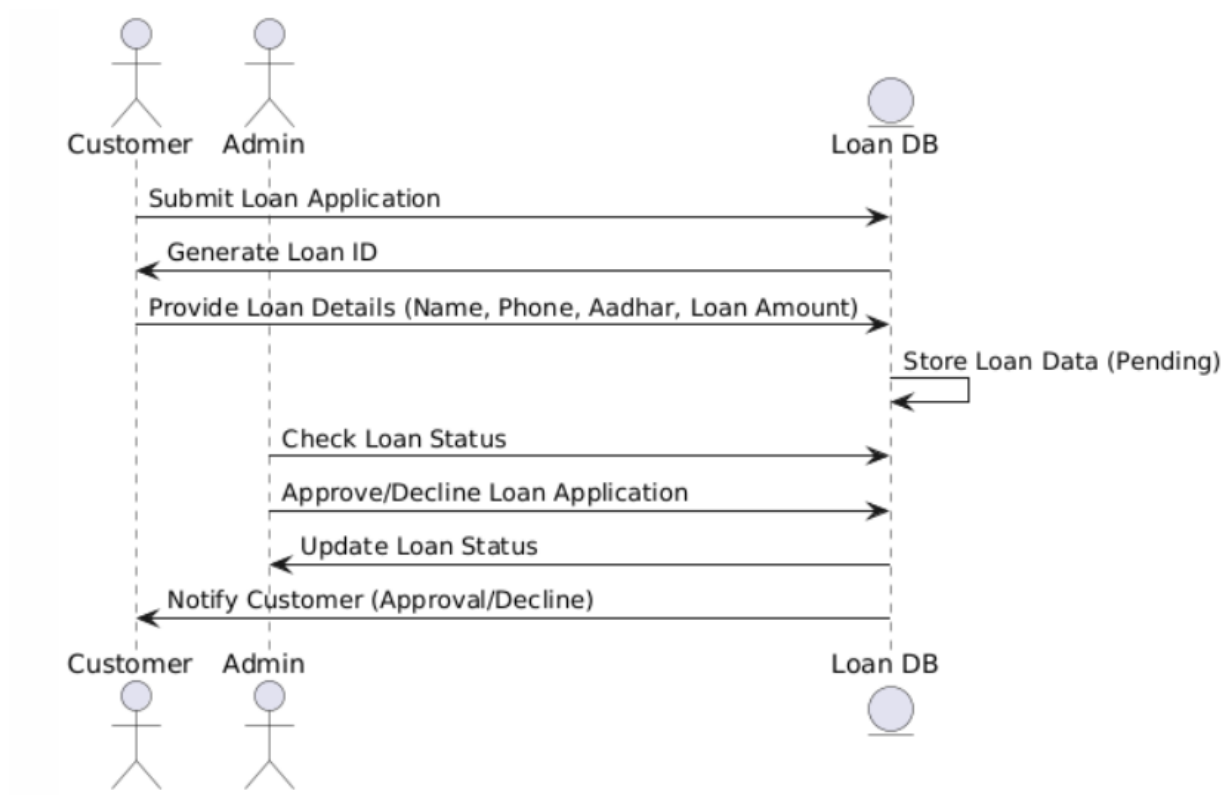 Customer Admin Loan DB
Submit Loan Application
Generate Loan ID
Provide Loan Details (Name, Phone, Aadhar, Loan Amount)
Store Loan Data (Pending)
Check Loan Status
Approve/Decline Loan Application
Update Loan Status
Notify Customer (Approval/Decline)
Customer Admin Loan DB